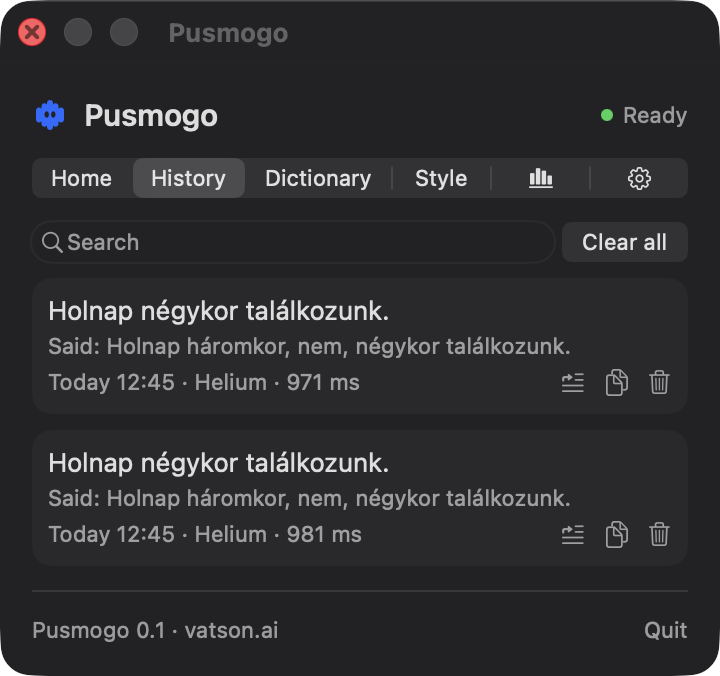 Pusmogo
Pusmogo
Ready
Home
History
Dictionary
Style
Search
Clear all
Holnap négykor találkozunk.
Said: Holnap háromkor, nem, négykor találkozunk.
Today 12:45 · Helium · 971 ms
Holnap négykor találkozunk.
Said: Holnap háromkor, nem, négykor találkozunk.
Today 12:45 · Helium · 981 ms
Pusmogo 0.1 · vatson.ai
Quit